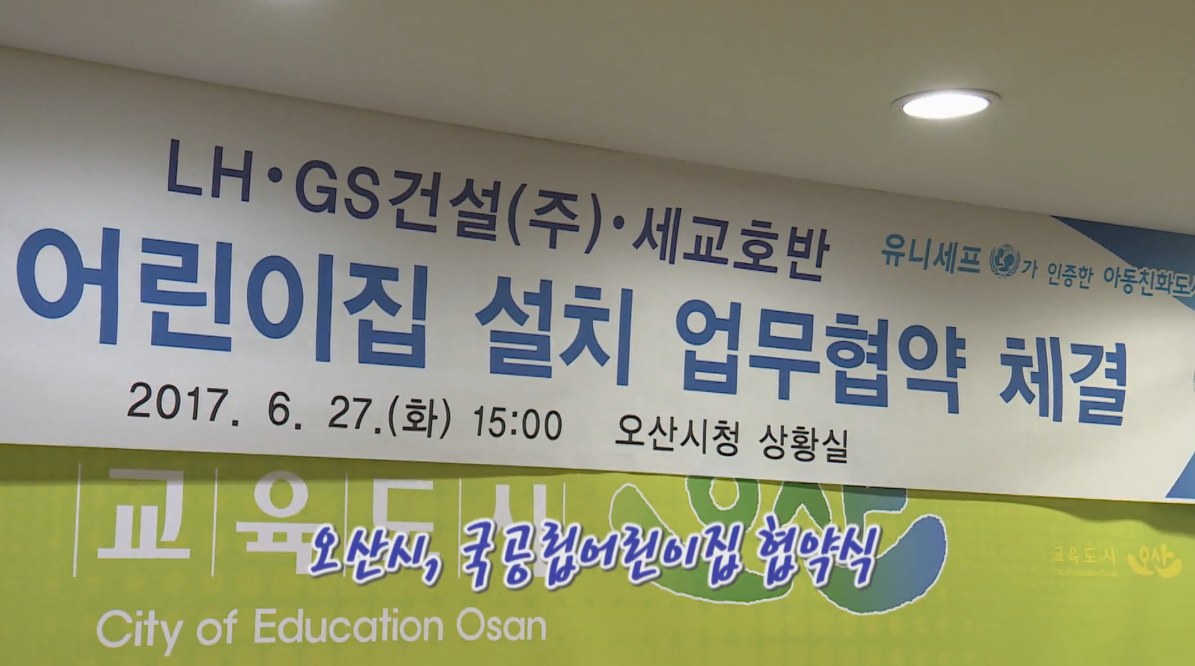 LH·GS건설(주)·세교호반
유니세프가 인증한 아동친화도시
어린이집 설치 업무협약 체결
2017. 6. 27.(화) 15:00 오산시청 상황실
교육도시 오산
오산시, 국공립어린이집 협약식
교육도시 오산
City of Education Osan